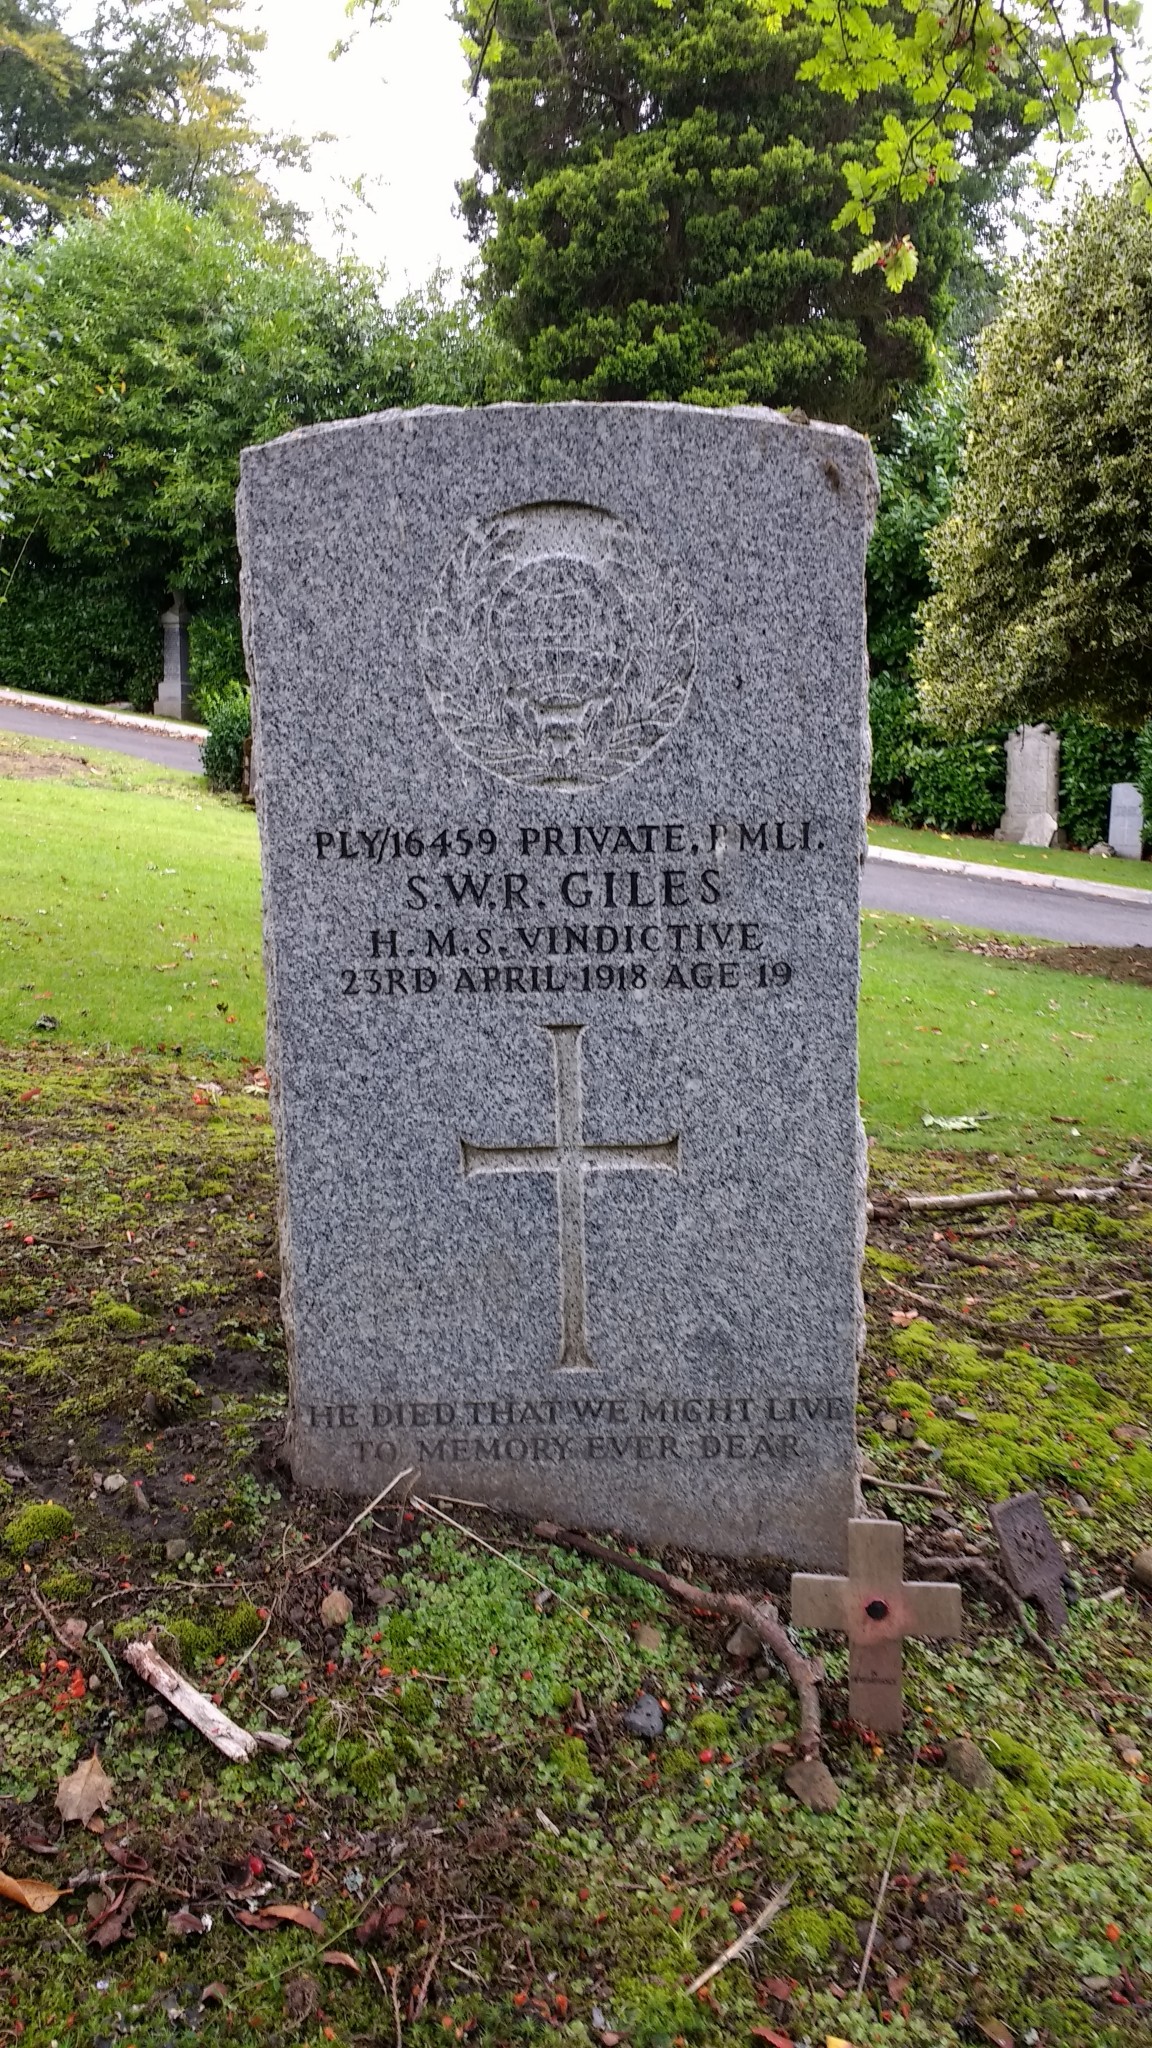 PLY/16459 PRIVATE, R.M.L.I.
S.W.R. GILES
H.M.S. VINDICTIVE
23RD APRIL 1918 AGE 19
HE DIED THAT WE MIGHT LIVE
TO MEMORY EVER DEAR